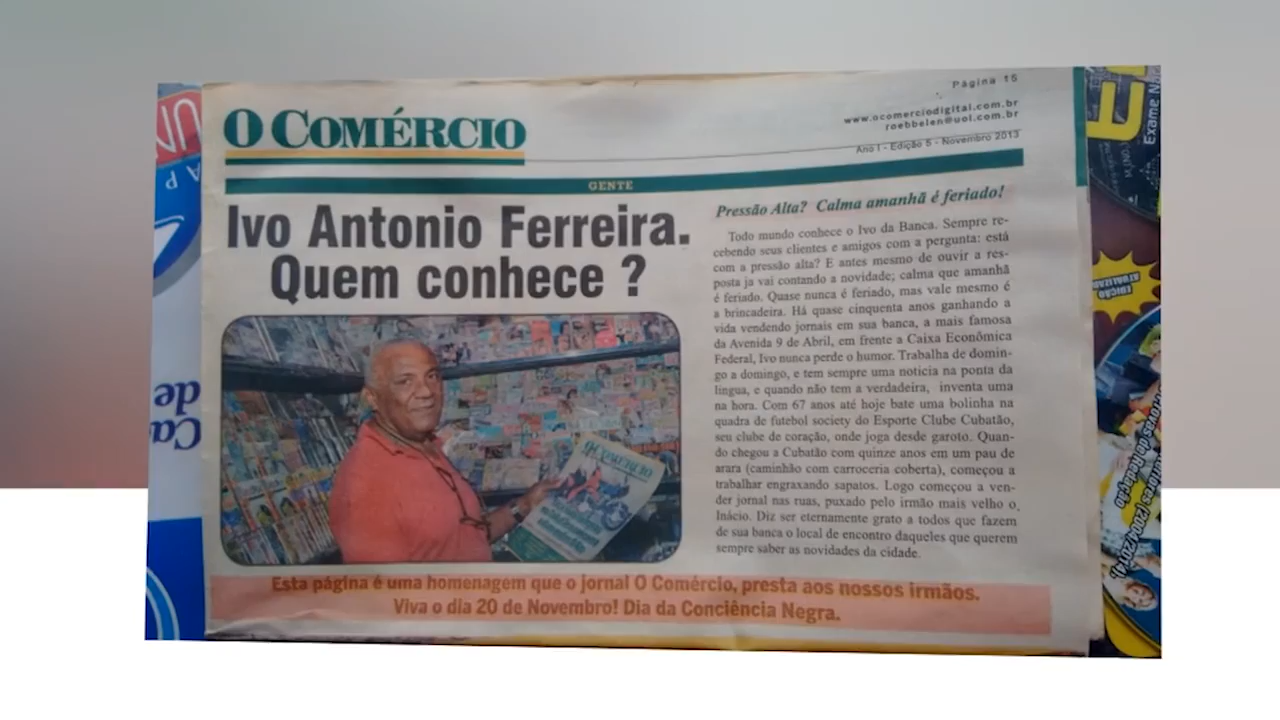 Página 15
O COMÉRCIO
www.ocomerciodigital.com.br
roebbelen@uol.com.br
Ano I - Edição 5 - Novembro 2013
GENTE
Ivo Antonio Ferreira.
Quem conhece ?
Pressão Alta? Calma amanhã é feriado!
Todo mundo conhece o Ivo da Banca. Sempre re-
cebendo seus clientes e amigos com a pergunta: está
com a pressão alta? E antes mesmo de ouvir a res-
posta ja vai contando a novidade; calma que amanhã
é feriado. Quase nunca é feriado, mas vale mesmo é
a brincadeira. Há quase cinquenta anos ganhando a
vida vendendo jornais em sua banca, a mais famosa
da Avenida 9 de Abril, em frente a Caixa Econômica
Federal, Ivo nunca perde o humor. Trabalha de domin-
go a domingo, e tem sempre uma noticia na ponta da
lingua, e quando não tem a verdadeira, inventa uma
na hora. Com 67 anos até hoje bate uma bolinha na
quadra de futebol society do Esporte Clube Cubatão,
seu clube de coração, onde joga desde garoto. Quan-
do chegou a Cubatão com quinze anos em um pau de
arara (caminhão com carroceria coberta), começou a
trabalhar engraxando sapatos. Logo começou a ven-
der jornal nas ruas, puxado pelo irmão mais velho o,
Inácio. Diz ser eternamente grato a todos que fazem
de sua banca o local de encontro daqueles que querem
sempre saber as novidades da cidade.
O COMÉRCIO
Esta página é uma homenagem que o jornal O Comércio, presta aos nossos irmãos.
Viva o dia 20 de Novembro! Dia da Conciência Negra.
de
EDIÇÃO
ATUALIZADA
(2004/2014),